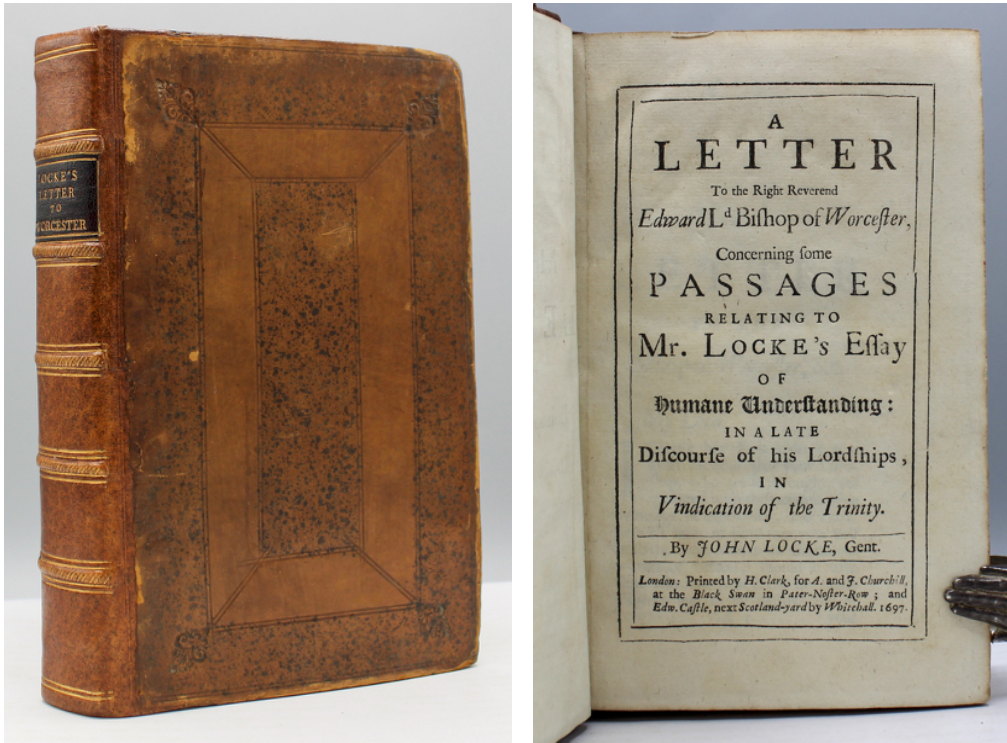 LOCKE'S
LETTER
TO
WORCESTER
A
LETTER
To the Right Reverend
Edward Lᵈ Biſhop of Worceſter,
Concerning ſome
PASSAGES
RELATING TO
Mr. LOCKE's Eſſay
OF
Humane Underſtanding:
IN A LATE
Diſcourſe of his Lordſhips,
IN
Vindication of the Trinity.
By JOHN LOCKE, Gent.
London: Printed by H. Clark, for A. and J. Churchill,
at the Black Swan in Pater-Noſter-Row; and
Edw. Caſtle, next Scotland-yard by Whitehall. 1697.